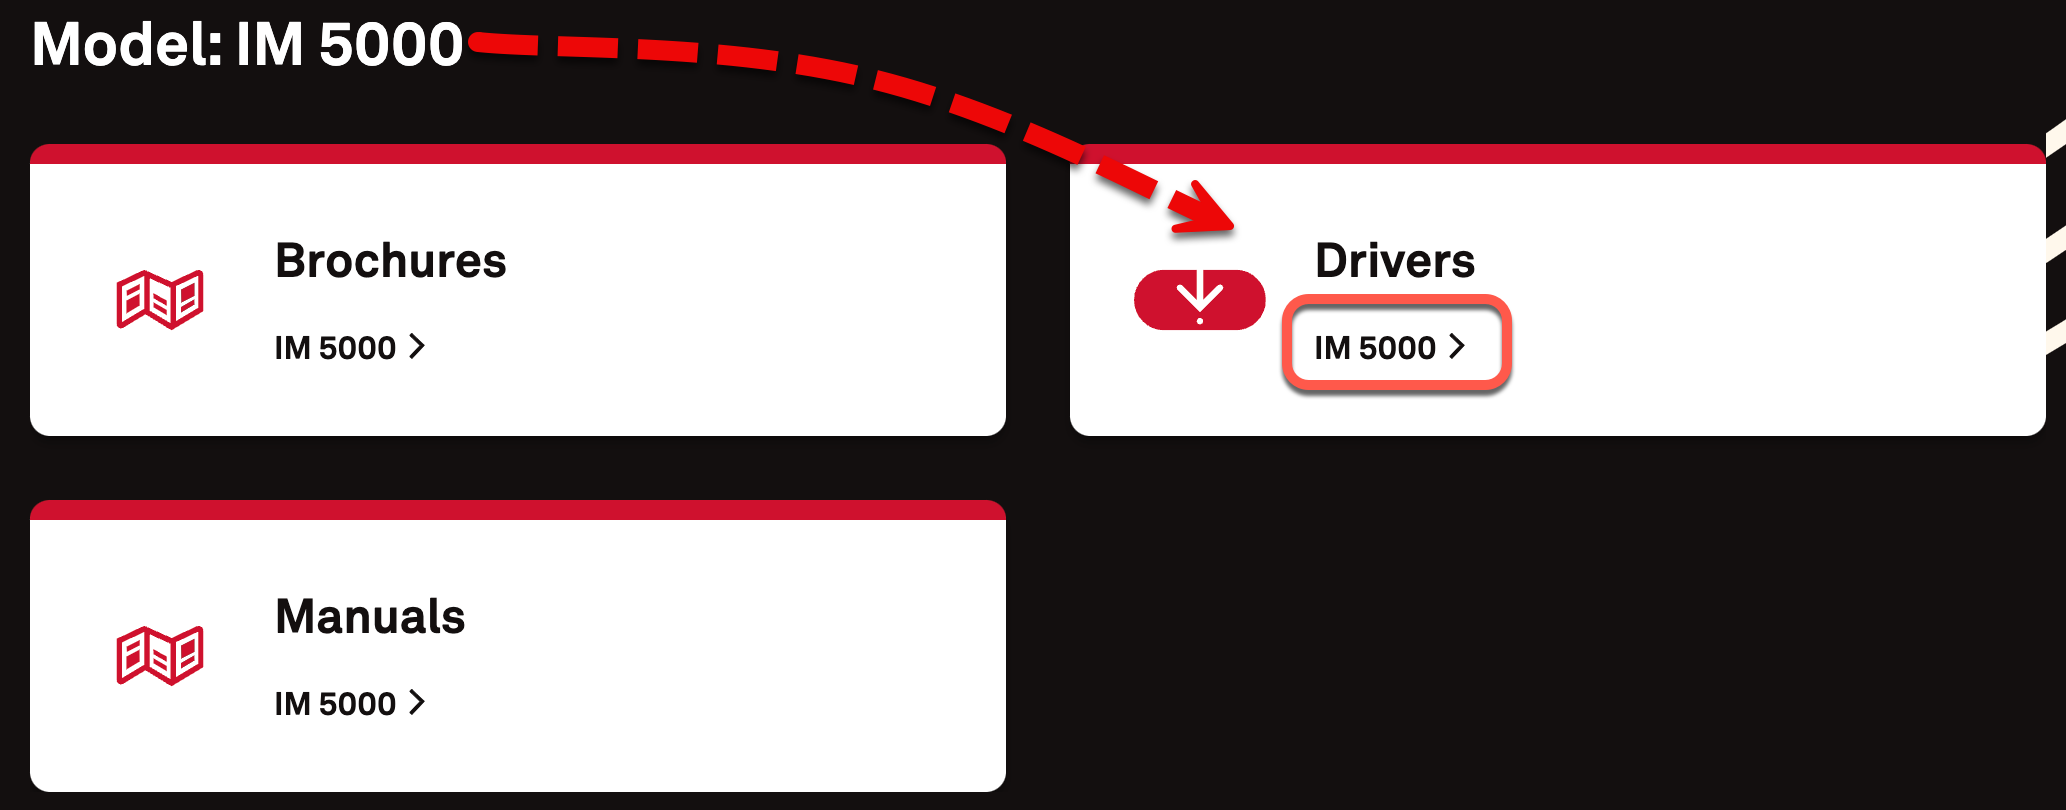 Model: IM 5000
Brochures
IM 5000
Drivers
IM 5000
Manuals
IM 5000